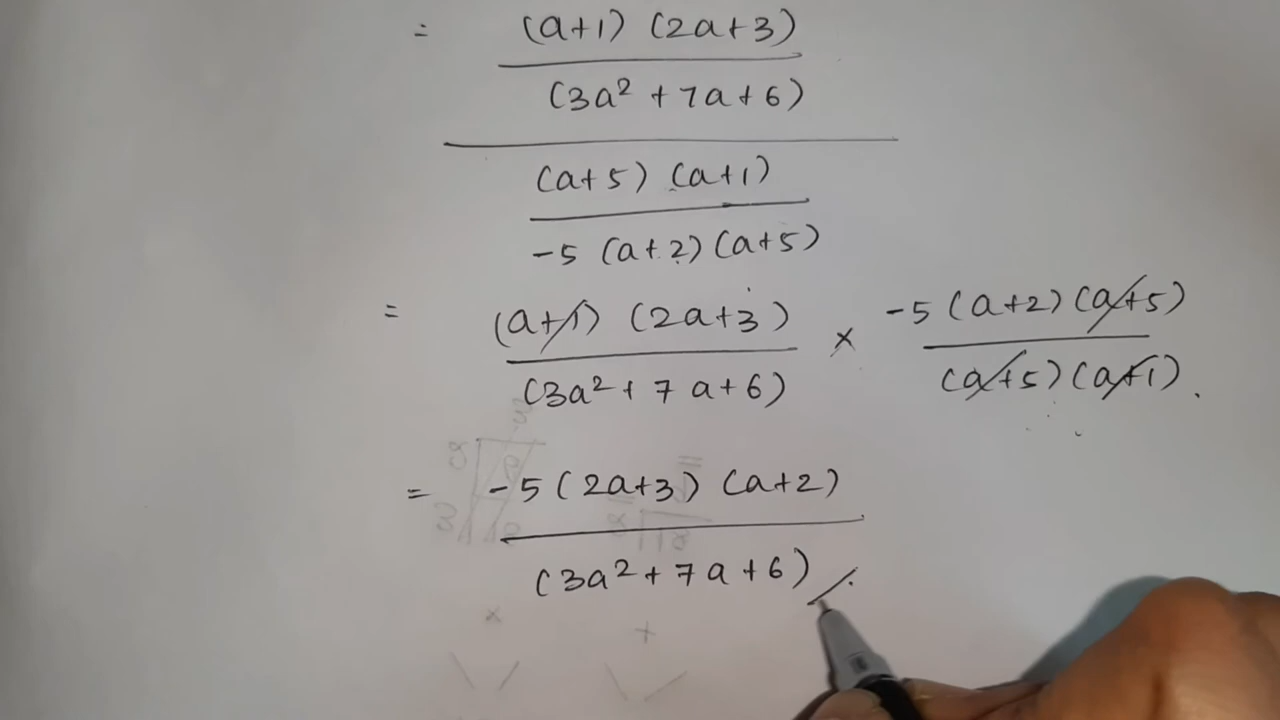 = (a+1) (2a+3)
(3a² + 7a + 6)
(a+5) (a+1)
-5 (a+2) (a+5)
= (a+1) (2a+3) × -5 (a+2) (a+5)
(3a² + 7a + 6) (a+5) (a+1).
= -5 (2a+3) (a+2)
(3a² + 7a + 6)
× +